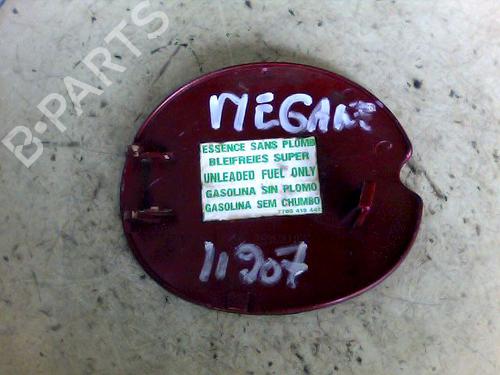 B-PARTS
MEGANE
ESSENCE SANS PLOMB
BLEIFREIES SUPER
UNLEADED FUEL ONLY
GASOLINA SIN PLOMO
GASOLINA SEM CHUMBO
11907